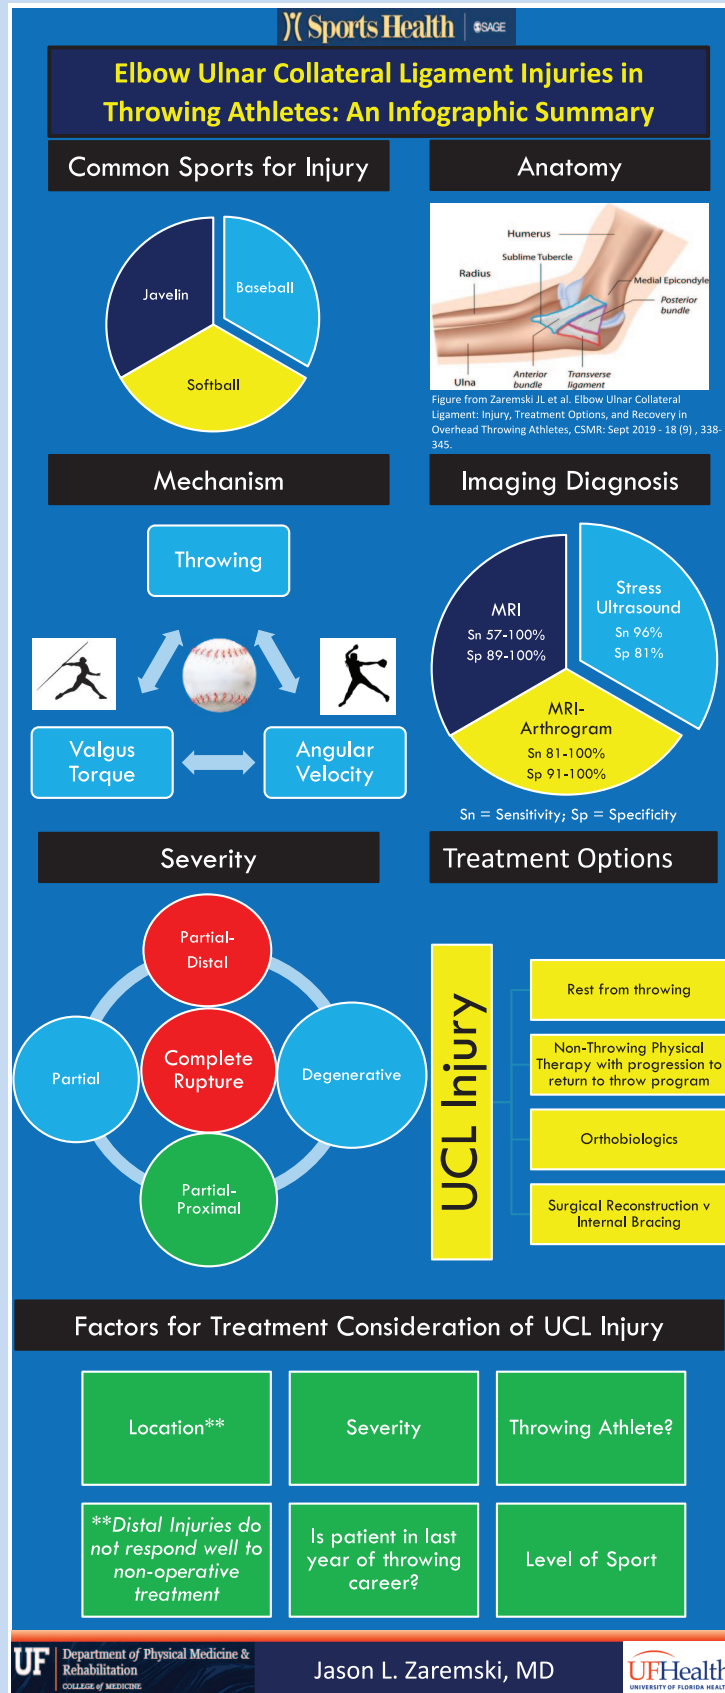 Sports Health
SAGE
Elbow Ulnar Collateral Ligament Injuries in
Throwing Athletes: An Infographic Summary
Common Sports for Injury
Javelin
Baseball
Softball
Anatomy
Humerus
Sublime Tubercle
Radius
Medial Epicondyle
Posterior
bundle
Ulna
Anterior
bundle
Transverse
ligament
Figure from Zaremski JL et al. Elbow Ulnar Collateral
Ligament: Injury, Treatment Options, and Recovery in
Overhead Throwing Athletes, CSMR: Sept 2019 - 18 (9) , 338-
345.
Mechanism
Throwing
Valgus
Torque
Angular
Velocity
Imaging Diagnosis
MRI
Sn 57-100%
Sp 89-100%
Stress
Ultrasound
Sn 96%
Sp 81%
MRI-
Arthrogram
Sn 81-100%
Sp 91-100%
Sn = Sensitivity; Sp = Specificity
Severity
Partial-
Distal
Partial
Complete
Rupture
Degenerative
Partial-
Proximal
Treatment Options
UCL Injury
Rest from throwing
Non-Throwing Physical
Therapy with progression to
return to throw program
Orthobiologics
Surgical Reconstruction v
Internal Bracing
Factors for Treatment Consideration of UCL Injury
Location**
Severity
Throwing Athlete?
**Distal Injuries do
not respond well to
non-operative
treatment
Is patient in last
year of throwing
career?
Level of Sport
UF
Department of Physical Medicine &
Rehabilitation
COLLEGE of MEDICINE
Jason L. Zaremski, MD
UFHealth
UNIVERSITY OF FLORIDA HEALT